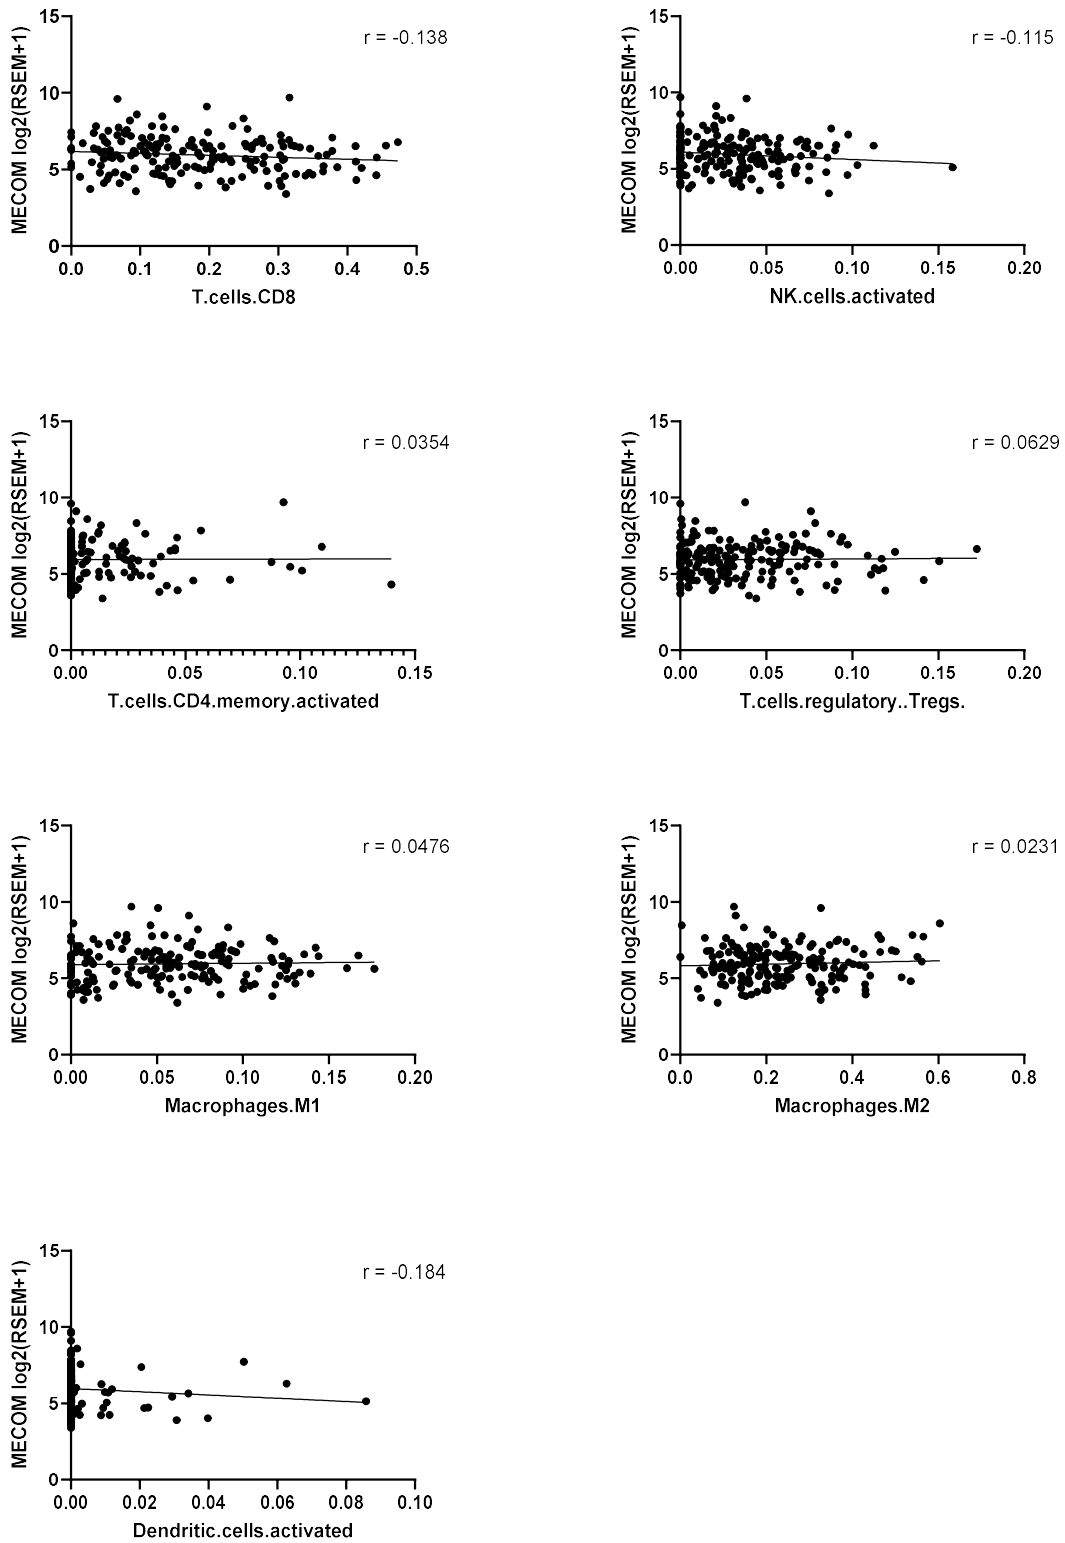 r = -0.138
MECOM log2(RSEM+1)
15
10
5
0
0.0 0.1 0.2 0.3 0.4 0.5
T.cells.CD8
r = -0.115
MECOM log2(RSEM+1)
15
10
5
0
0.00 0.05 0.10 0.15 0.20
NK.cells.activated
r = 0.0354
MECOM log2(RSEM+1)
15
10
5
0
0.00 0.05 0.10 0.15
T.cells.CD4.memory.activated
r = 0.0629
MECOM log2(RSEM+1)
15
10
5
0
0.00 0.05 0.10 0.15 0.20
T.cells.regulatory..Tregs.
r = 0.0476
MECOM log2(RSEM+1)
15
10
5
0
0.00 0.05 0.10 0.15 0.20
Macrophages.M1
r = 0.0231
MECOM log2(RSEM+1)
15
10
5
0
0.0 0.2 0.4 0.6 0.8
Macrophages.M2
r = -0.184
MECOM log2(RSEM+1)
15
10
5
0
0.00 0.02 0.04 0.06 0.08 0.10
Dendritic.cells.activated